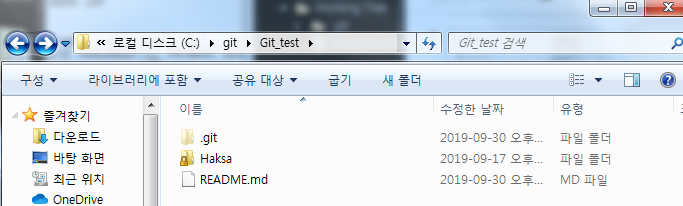 로컬 디스크 (C:) ▸ git ▸ Git_test ▸
Git_test 검색
구성 라이브러리에 포함 공유 대상 굽기 새 폴더
즐겨찾기
다운로드
바탕 화면
최근 위치
OneDrive
이름 수정한 날짜 유형
.git 2019-09-30 오후... 파일 폴더
Haksa 2019-09-17 오후... 파일 폴더
README.md 2019-09-30 오후... MD 파일